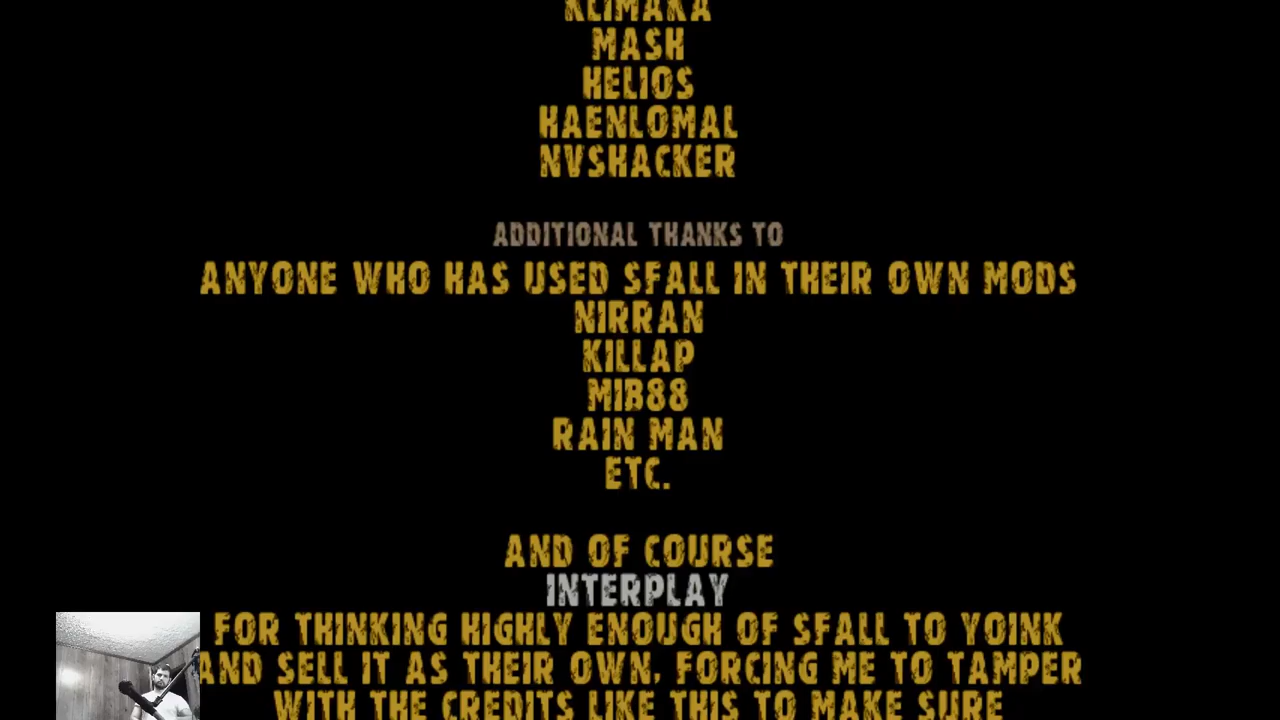 KLIMAKA
MASH
HELIOS
HAENLOMAL
NVSHACKER
ADDITIONAL THANKS TO
ANYONE WHO HAS USED SFALL IN THEIR OWN MODS
NIRRAN
KILLAP
MIB88
RAIN MAN
ETC.
AND OF COURSE
INTERPLAY
FOR THINKING HIGHLY ENOUGH OF SFALL TO YOINK
AND SELL IT AS THEIR OWN, FORCING ME TO TAMPER
WITH THE CREDITS LIKE THIS TO MAKE SURE